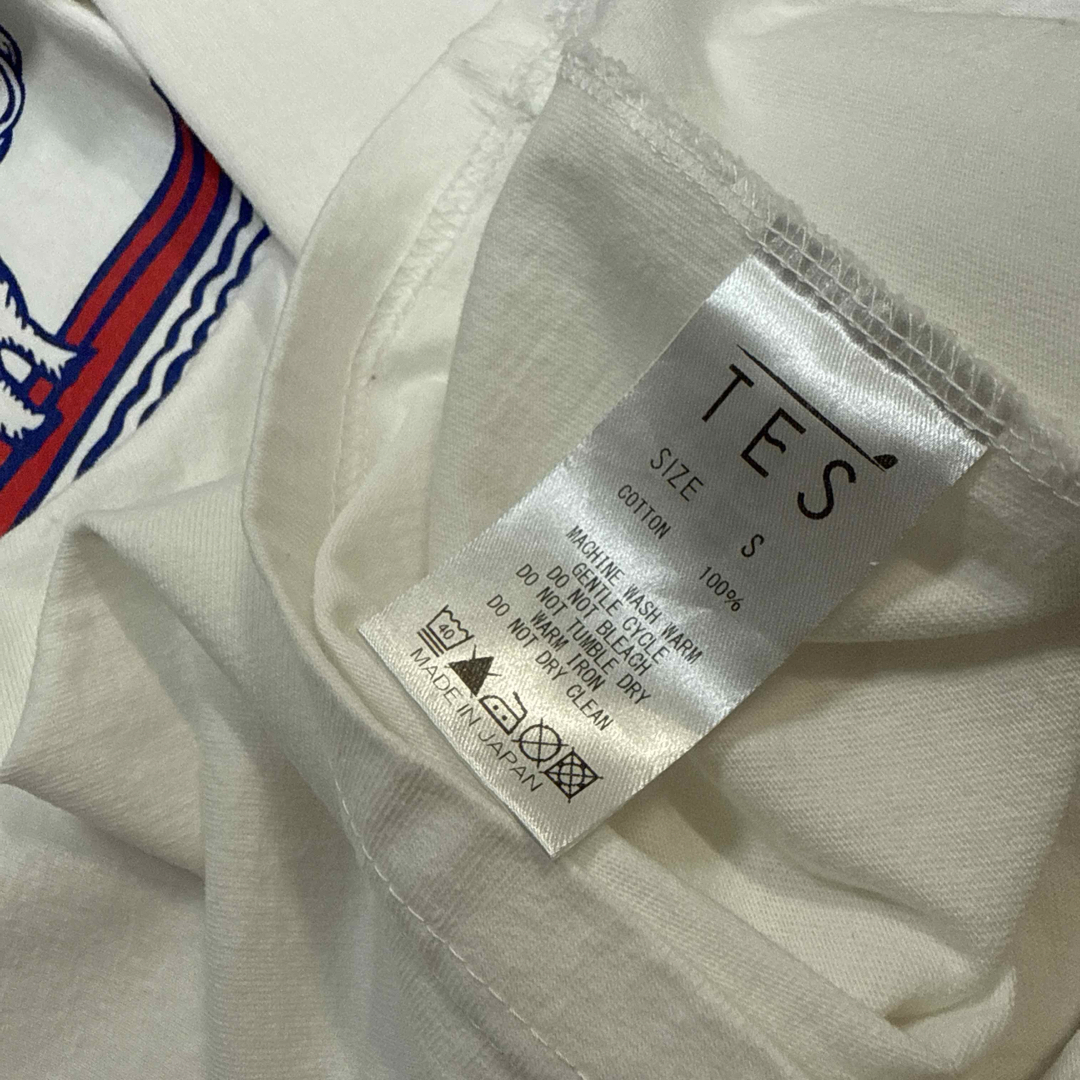 TES
SIZE S
COTTON 100%
MACHINE WASH WARM
GENTLE CYCLE
DO NOT BLEACH
DO NOT TUMBLE DRY
WARM IRON
DO NOT DRY CLEAN
40
MADE IN JAPAN